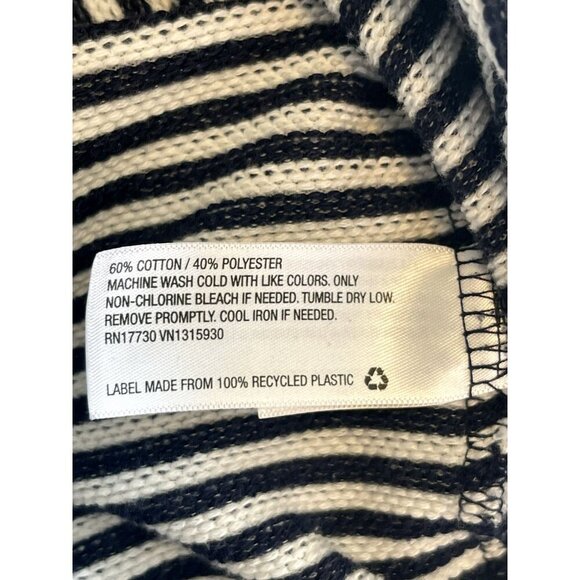 60% COTTON / 40% POLYESTER
MACHINE WASH COLD WITH LIKE COLORS. ONLY
NON-CHLORINE BLEACH IF NEEDED. TUMBLE DRY LOW.
REMOVE PROMPTLY. COOL IRON IF NEEDED.
RN17730 VN1315930
LABEL MADE FROM 100% RECYCLED PLASTIC